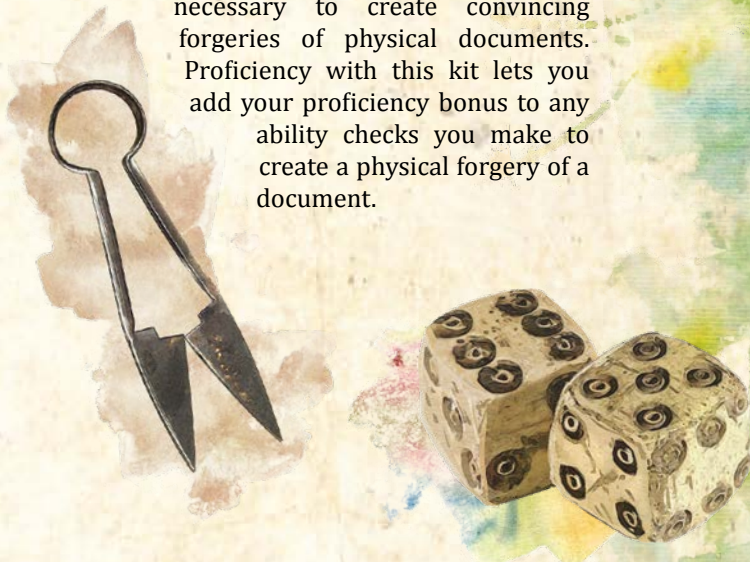 necessary to create convincing
forgeries of physical documents.
Proficiency with this kit lets you
add your proficiency bonus to any
ability checks you make to
create a physical forgery of a
document.